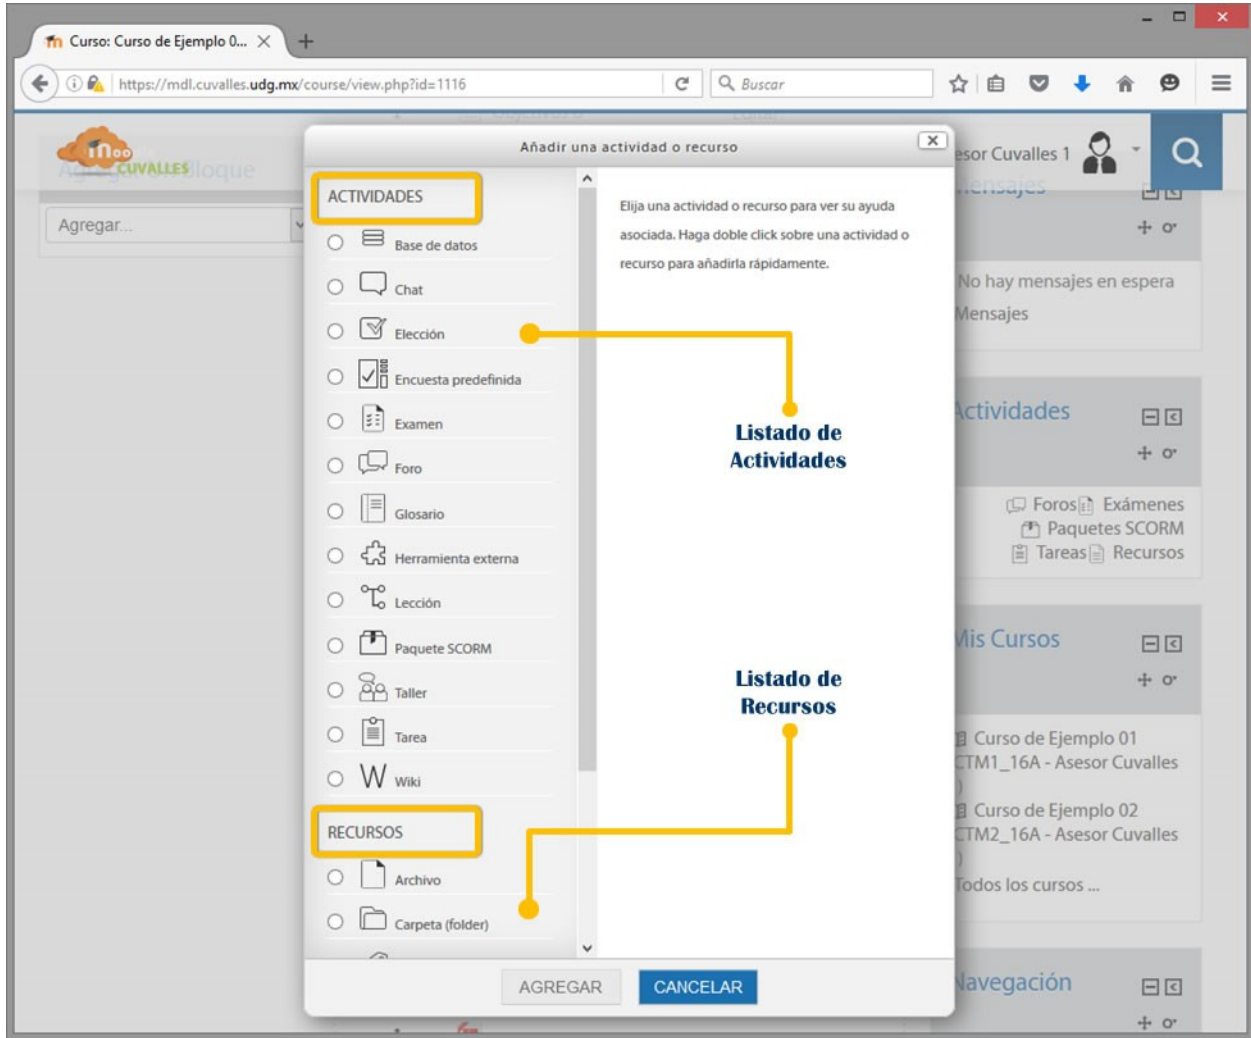 Curso: Curso de Ejemplo 0...
https://mdl.cuvalles.udg.mx/course/view.php?id=1116
Buscar
moo
CUVALLES
Agregar...
esor Cuvalles 1
Añadir una actividad o recurso
ACTIVIDADES
Base de datos
Chat
Elección
Encuesta predefinida
Examen
Foro
Glosario
Herramienta externa
Lección
Paquete SCORM
Taller
Tarea
Wiki
RECURSOS
Archivo
Carpeta (folder)
Elija una actividad o recurso para ver su ayuda
asociada. Haga doble click sobre una actividad o
recurso para añadirla rápidamente.
Listado de
Actividades
Listado de
Recursos
AGREGAR
CANCELAR
Mensajes
No hay mensajes en espera
Mensajes
Actividades
Foros Exámenes
Paquetes SCORM
Tareas Recursos
Mis Cursos
Curso de Ejemplo 01
CTM1_16A - Asesor Cuvalles
)
Curso de Ejemplo 02
CTM2_16A - Asesor Cuvalles
)
Todos los cursos ...
Navegación